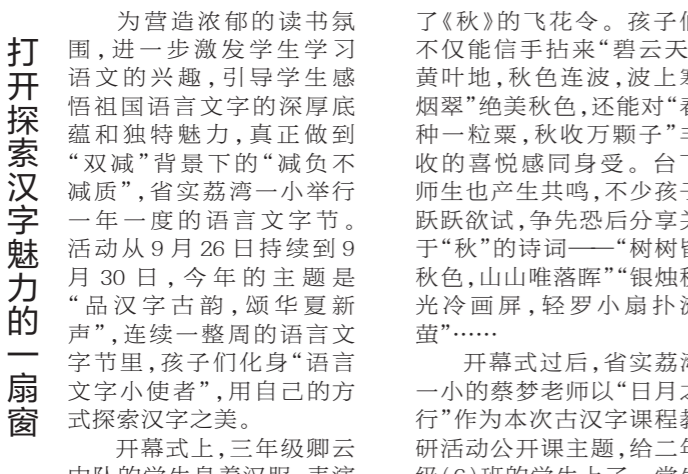 打开探索汉字魅力的一扇窗
为营造浓郁的读书氛
围，进一步激发学生学习
语文的兴趣，引导学生感
悟祖国语言文字的深厚底
蕴和独特魅力，真正做到
“双减”背景下的“减负不
减质”，省实荔湾一小举行
一年一度的语言文字节。
活动从9月26日持续到9
月30日，今年的主题是
“品汉字古韵，颂华夏新
声”，连续一整周的语言文
字节里，孩子们化身“语言
文字小使者”，用自己的方
式探索汉字之美。
开幕式上，三年级卿云
了《秋》的飞花令。孩子们
不仅能信手拈来“碧云天
黄叶地，秋色连波，波上寒
烟翠”绝美秋色，还能对“春
种一粒粟，秋收万颗子”丰
收的喜悦感同身受。台下
师生也产生共鸣，不少孩子
跃跃欲试，争先恐后分享关
于“秋”的诗词——“树树皆
秋色，山山唯落晖”“银烛秋
光冷画屏，轻罗小扇扑流
萤”……
开幕式过后，省实荔湾
一小的蔡梦老师以“日月之
行”作为本次古汉字课程教
研活动公开课主题，给二年